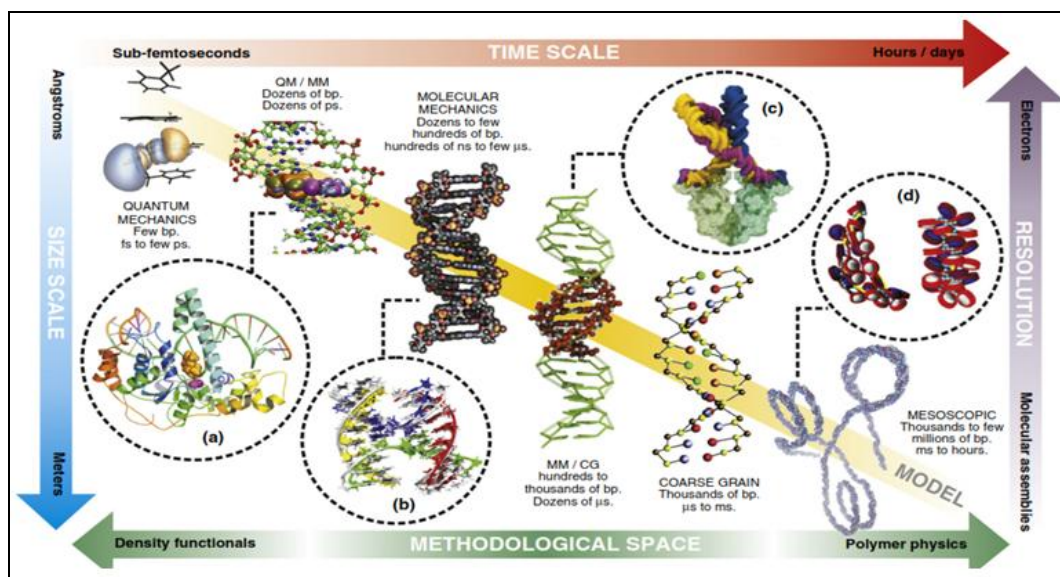 Sub-femtoseconds
TIME SCALE
Hours / days
Angstroms
SIZE SCALE
Meters
QUANTUM
MECHANICS
Few bp.
fs to few ps.
QM / MM
Dozens of bp.
Dozens of ps.
MOLECULAR
MECHANICS
Dozens to few
hundreds of bp.
hundreds of ns to few µs.
(a)
(b)
(c)
(d)
MM / CG
hundreds to
thousands of bp.
Dozens of µs.
COARSE GRAIN
Thousands of bp.
µs to ms.
MESOSCOPIC
Thousands to few
millions of bp.
ms to hours.
MODEL
Electrons
RESOLUTION
Molecular assemblies
Density functionals
METHODOLOGICAL SPACE
Polymer physics